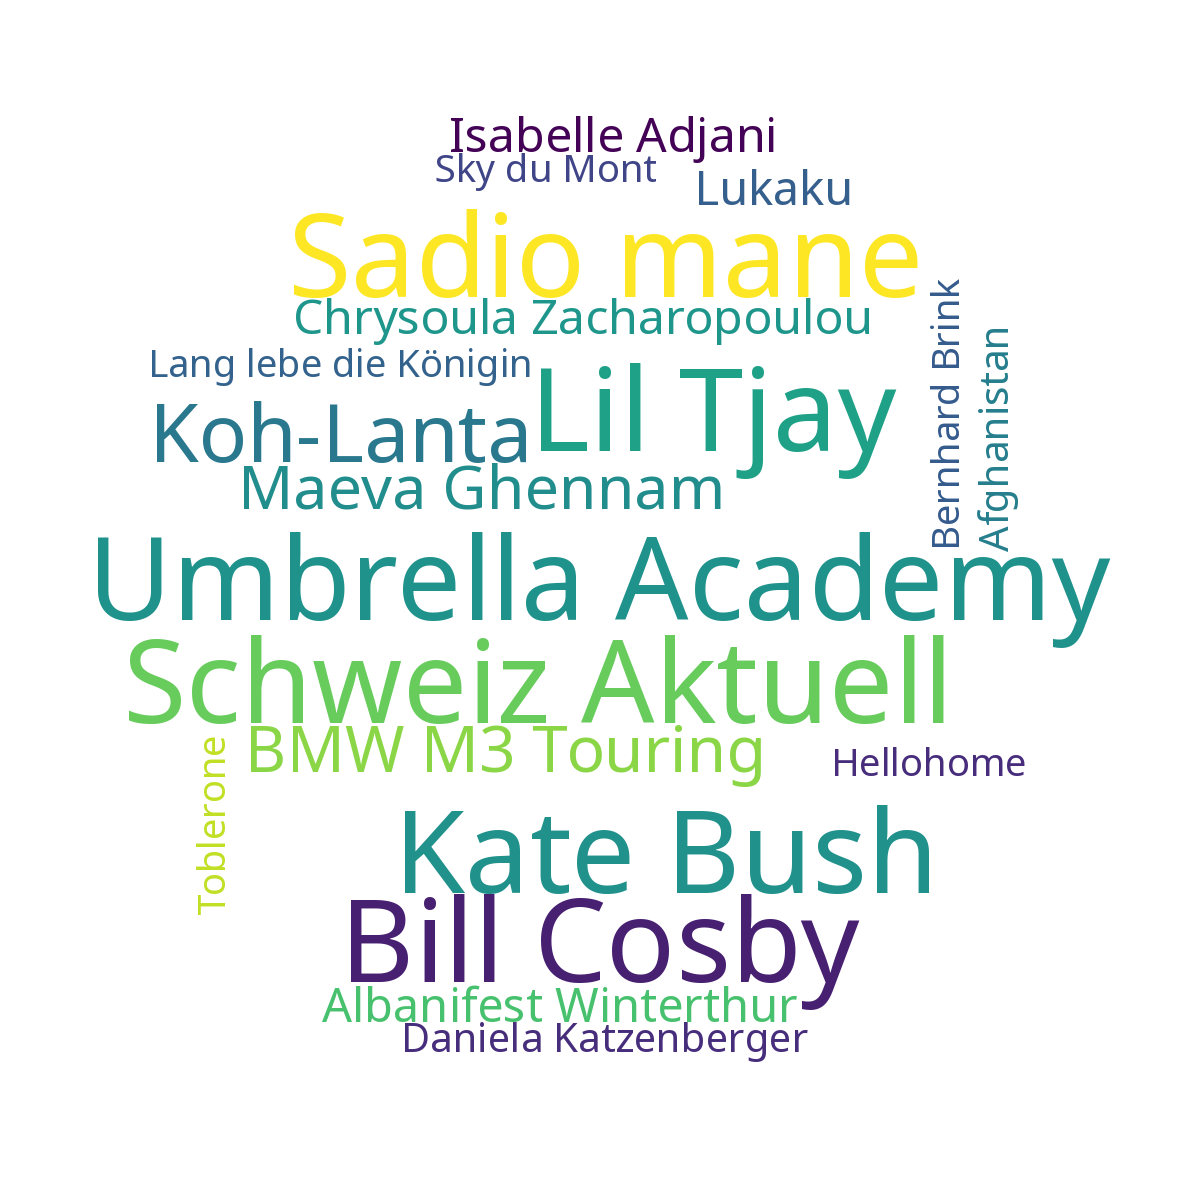 Isabelle Adjani
Sky du Mont
Lukaku
Sadio mane
Chrysoula Zacharopoulou
Bernhard Brink
Afghanistan
Lang lebe die Königin
Lil Tjay
Koh-Lanta
Maeva Ghennam
Umbrella Academy
Schweiz Aktuell
BMW M3 Touring
Hellohome
Toblerone
Kate Bush
Bill Cosby
Albanifest Winterthur
Daniela Katzenberger